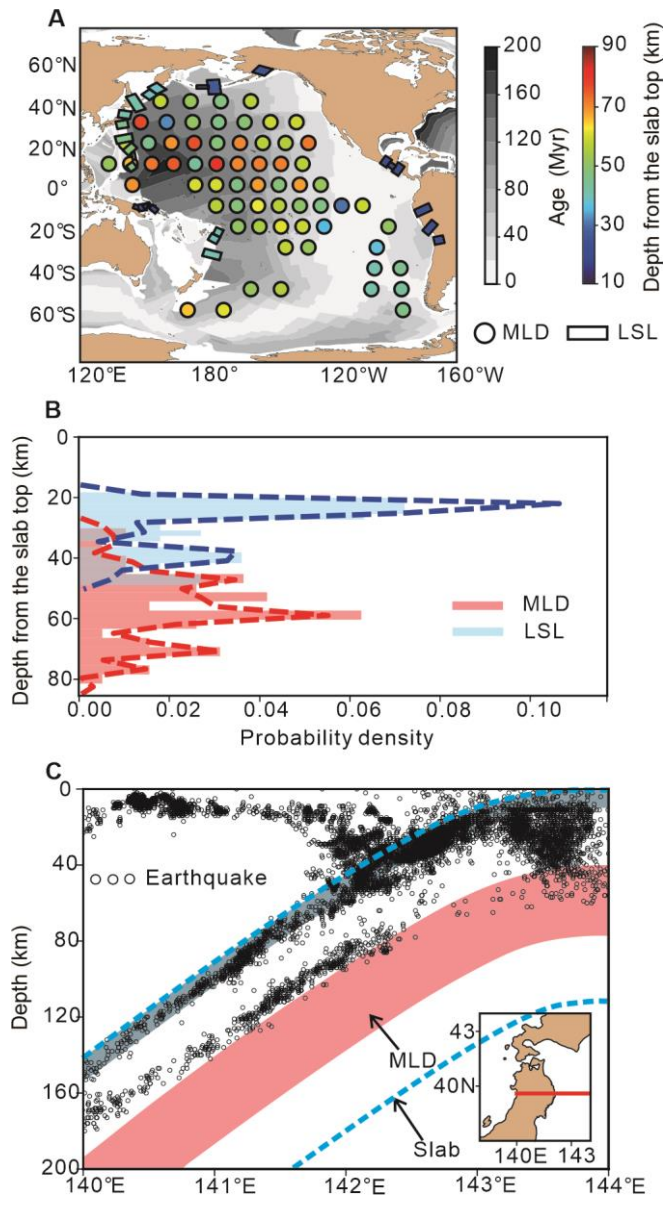 A
60°N
40°N
20°N
0°
20°S
40°S
60°S
120°E
180°
120°W
160°W
200
160
120
80
40
0
Age (Myr)
90
70
50
30
10
Depth from the slab top (km)
MLD
LSL
B
0
20
40
60
80
Depth from the slab top (km)
0.00
0.02
0.04
0.06
0.08
0.10
Probability density
MLD
LSL
C
0
40
80
120
160
200
Depth (km)
Earthquake
MLD
Slab
43
40N
140E
143
140°E
141°E
142°E
143°E
144°E